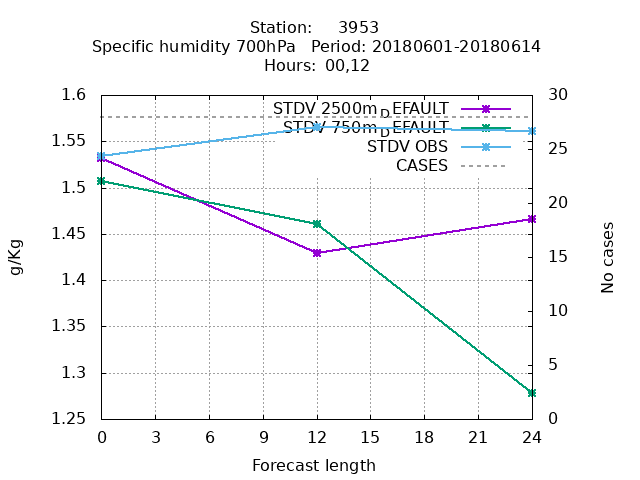 Station: 3953
Specific humidity 700hPa Period: 20180601-20180614
Hours: 00,12
1.6
1.55
1.5
1.45
1.4
1.35
1.3
1.25
g/Kg
STDV 2500m_DEFAULT
STDV 750m_DEFAULT
STDV OBS
CASES
30
25
20
15
10
5
0
No cases
0 3 6 9 12 15 18 21 24
Forecast length